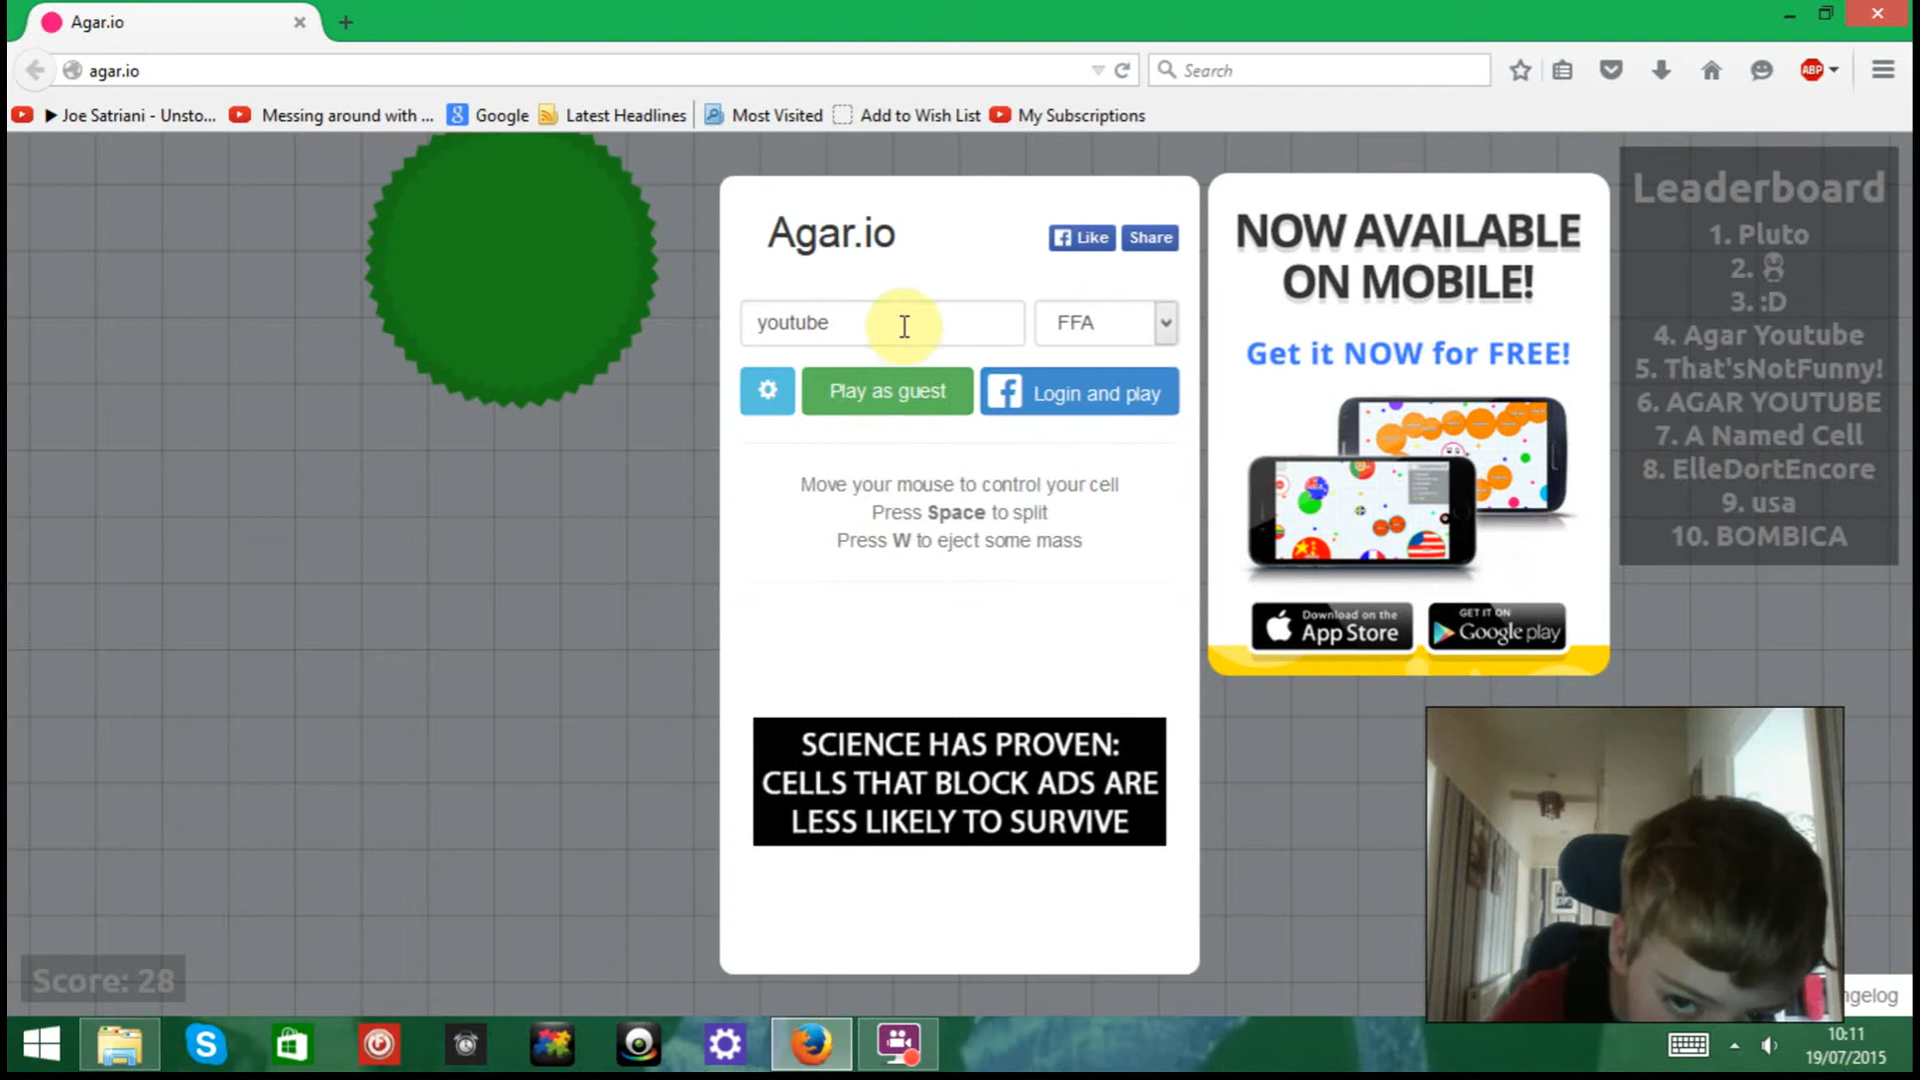 Agar.io
agar.io
Search
ABP
Joe Satriani - Unsto...
Messing around with ...
Google
Latest Headlines
Most Visited
Add to Wish List
My Subscriptions
Agar.io
Like
Share
youtube
FFA
Play as guest
Login and play
Move your mouse to control your cell
Press Space to split
Press W to eject some mass
SCIENCE HAS PROVEN:
CELLS THAT BLOCK ADS ARE
LESS LIKELY TO SURVIVE
NOW AVAILABLE
ON MOBILE!
Get it NOW for FREE!
Download on the
App Store
GET IT ON
Google play
Leaderboard
1. Pluto
2.
3. :D
4. Agar Youtube
5. That'sNotFunny!
6. AGAR YOUTUBE
7. A Named Cell
8. ElleDortEncore
9. usa
10. BOMBICA
Score: 28
ngelog
10:11
19/07/2015